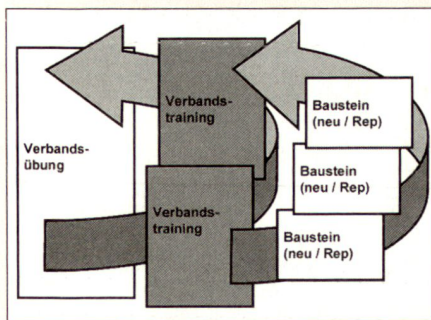 Verbands-
übung
Verbands-
training
Verbands-
training
Baustein
(neu / Rep)
Baustein
(neu / Rep)
Baustein
(neu / Rep)